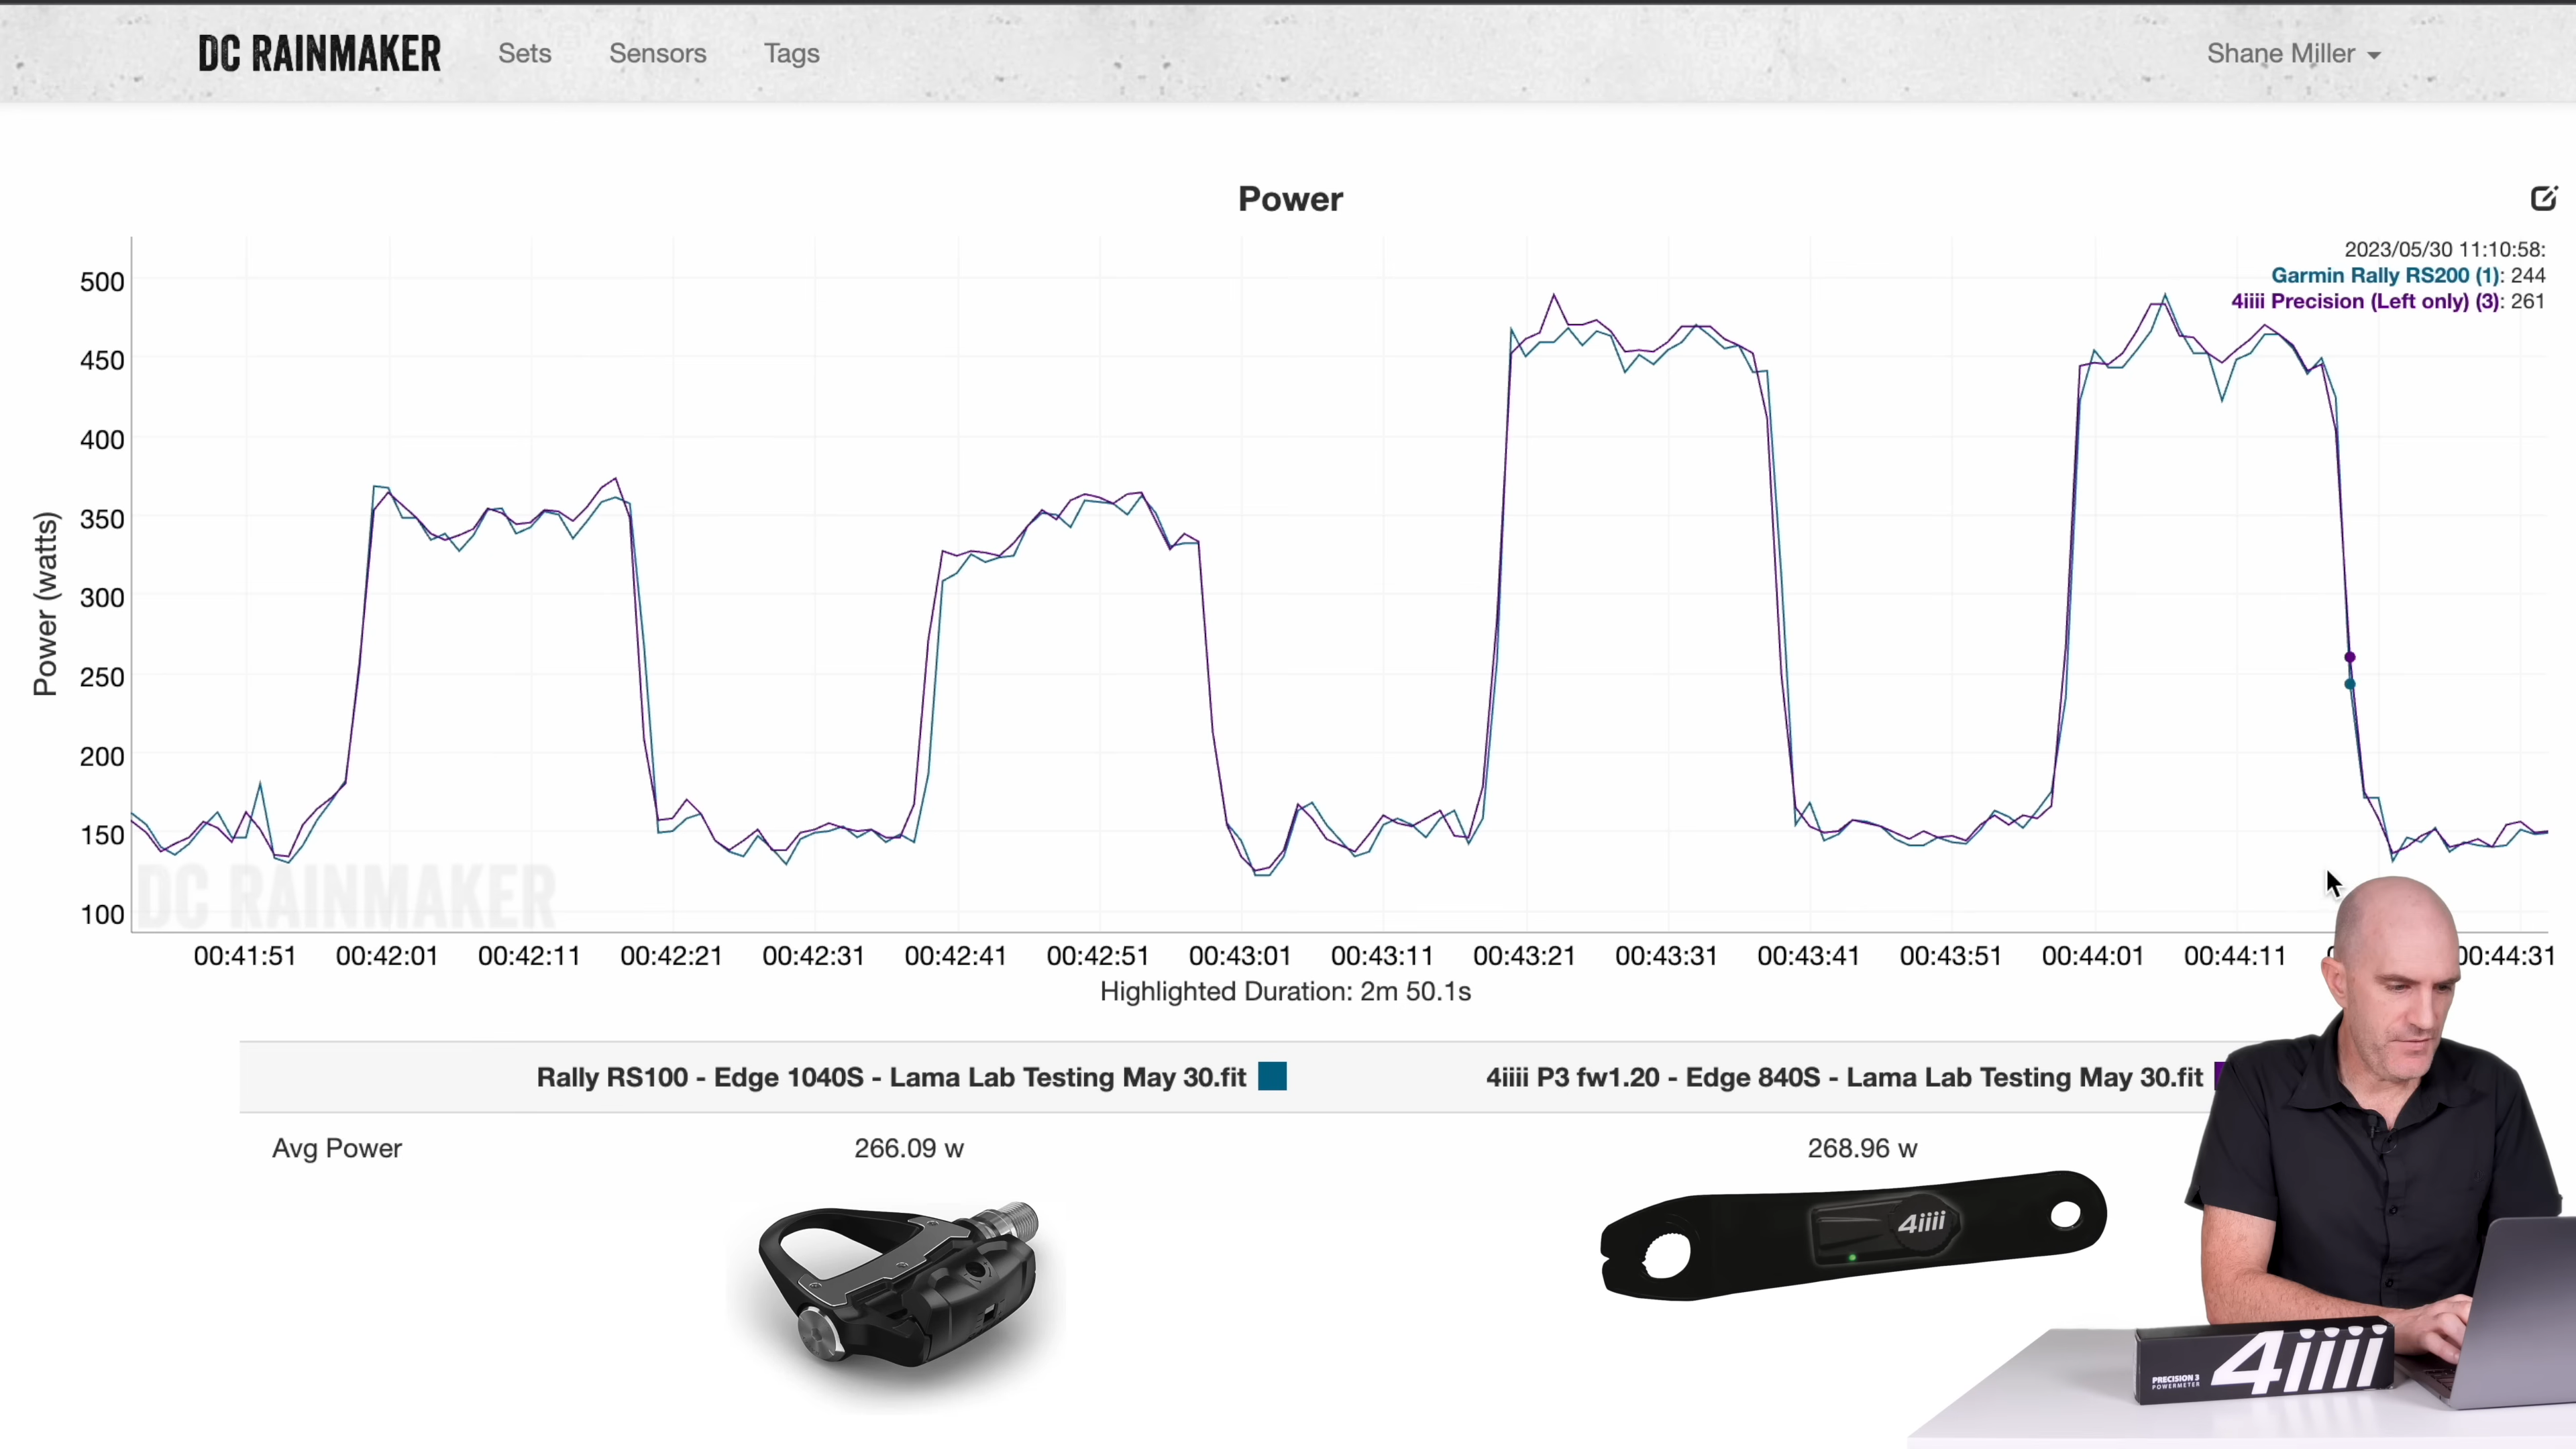 DC RAINMAKER
Sets
Sensors
Tags
Shane Miller
Power
2023/05/30 11:10:58:
Garmin Rally RS200 (1): 244
4iiii Precision (Left only) (3): 261
Power (watts)
500
450
400
350
300
250
200
150
100
DC RAINMAKER
00:41:51 00:42:01 00:42:11 00:42:21 00:42:31 00:42:41 00:42:51 00:43:01 00:43:11 00:43:21 00:43:31 00:43:41 00:43:51 00:44:01 00:44:11 00:44:31
Highlighted Duration: 2m 50.1s
Rally RS100 - Edge 1040S - Lama Lab Testing May 30.fit
4iiii P3 fw1.20 - Edge 840S - Lama Lab Testing May 30.fit
Avg Power
266.09 w
268.96 w
4iiii
PRECISION 3
POWERMETER
4iiii